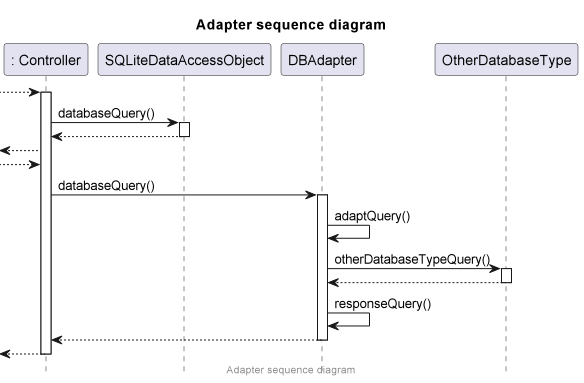 Adapter sequence diagram
: Controller
SQLiteDataAccessObject
DBAdapter
OtherDatabaseType
databaseQuery()
databaseQuery()
adaptQuery()
otherDatabaseTypeQuery()
responseQuery()
Adapter sequence diagram